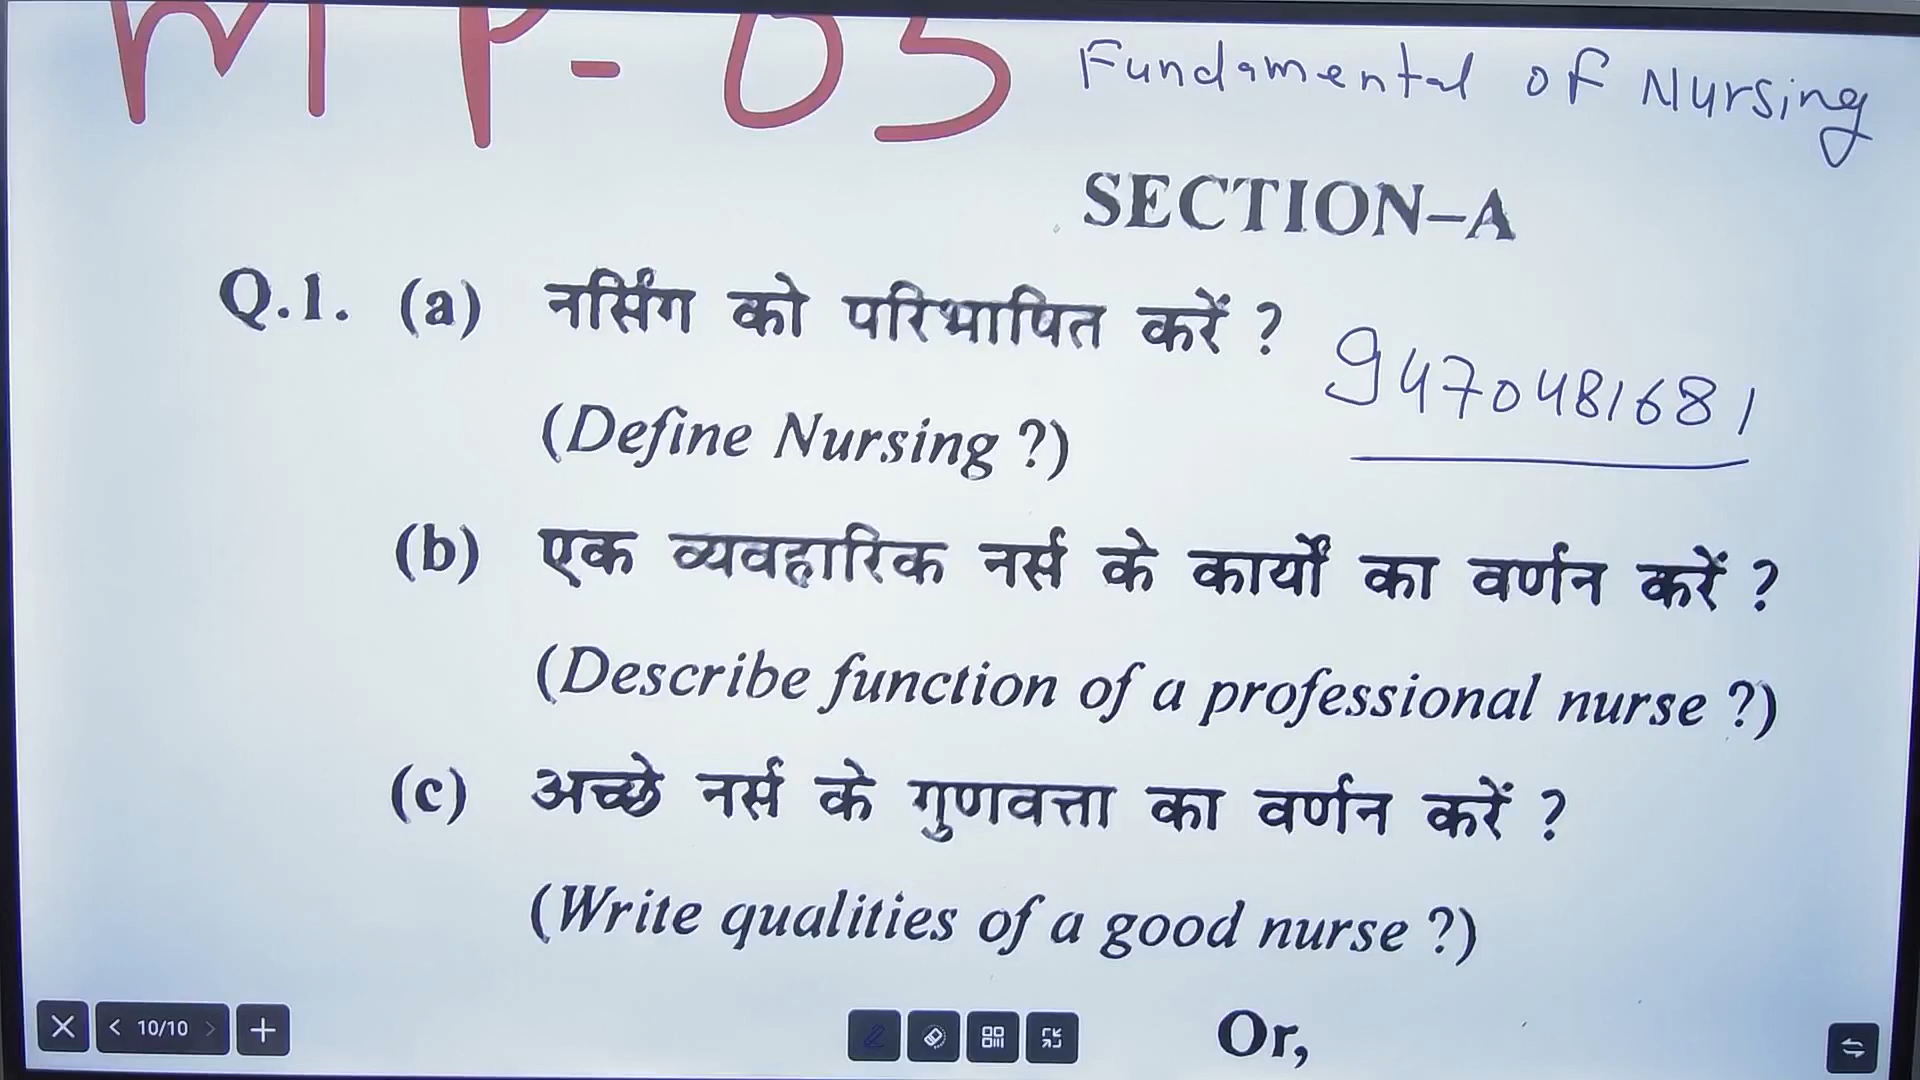 MP-05 Fundamental of Nursing
SECTION-A
Q.1. (a) नर्सिंग को परिभाषित करें ?
9470481681
(Define Nursing ?)
(b) एक व्यवहारिक नर्स के कार्यों का वर्णन करें ?
(Describe function of a professional nurse ?)
(c) अच्छे नर्स के गुणवत्ता का वर्णन करें ?
(Write qualities of a good nurse ?)
Or,
10/10